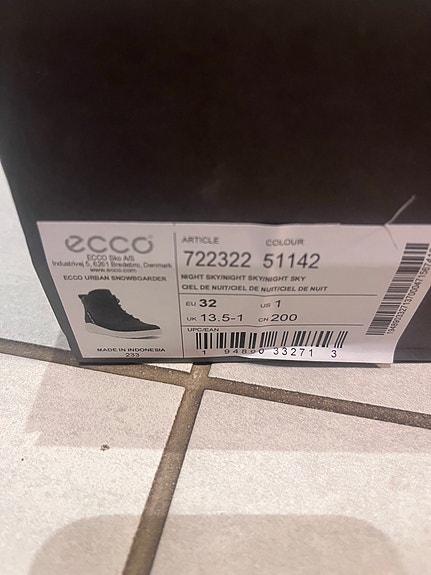 ecco
ECCO Sko A/S
Industrivej 5, 6261 Bredebro, Denmark
www.ecco.com
ECCO URBAN SNOWBOARDER
MADE IN INDONESIA
233
ARTICLE COLOUR
722322 51142
NIGHT SKY/NIGHT SKY/NIGHT SKY
CIEL DE NUIT/CIEL DE NUIT/CIEL DE NUIT
EU 32 US 1
UK 13.5-1 CN 200
UPC/EAN
1 94890 33271 3